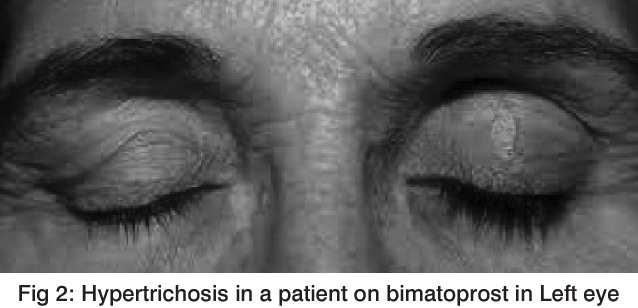 Fig 2: Hypertrichosis in a patient on bimatoprost in Left eye